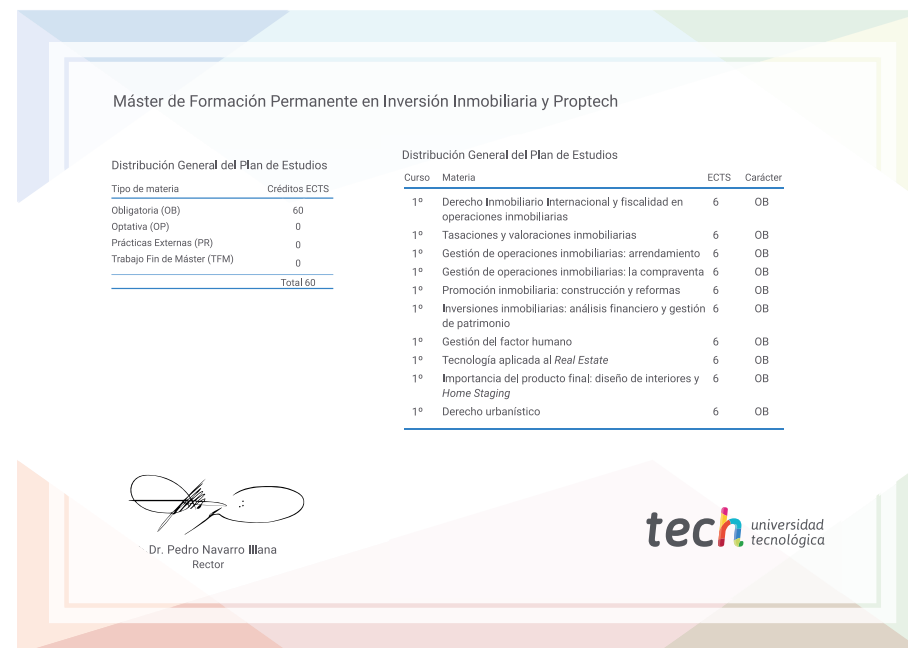 Máster de Formación Permanente en Inversión Inmobiliaria y Proptech
Distribución General del Plan de Estudios
Tipo de materia Créditos ECTS
Obligatoria (OB) 60
Optativa (OP) 0
Prácticas Externas (PR) 0
Trabajo Fin de Máster (TFM) 0
Total 60
Distribución General del Plan de Estudios
Curso Materia ECTS Carácter
1º Derecho Inmobiliario Internacional y fiscalidad en 6 OB
operaciones inmobiliarias
1º Tasaciones y valoraciones inmobiliarias 6 OB
1º Gestión de operaciones inmobiliarias: arrendamiento 6 OB
1º Gestión de operaciones inmobiliarias: la compraventa 6 OB
1º Promoción inmobiliaria: construcción y reformas 6 OB
1º Inversiones inmobiliarias: análisis financiero y gestión 6 OB
de patrimonio
1º Gestión del factor humano 6 OB
1º Tecnología aplicada al Real Estate 6 OB
1º Importancia del producto final: diseño de interiores y 6 OB
Home Staging
1º Derecho urbanístico 6 OB
Dr. Pedro Navarro Illana
Rector
tech universidad
tecnológica